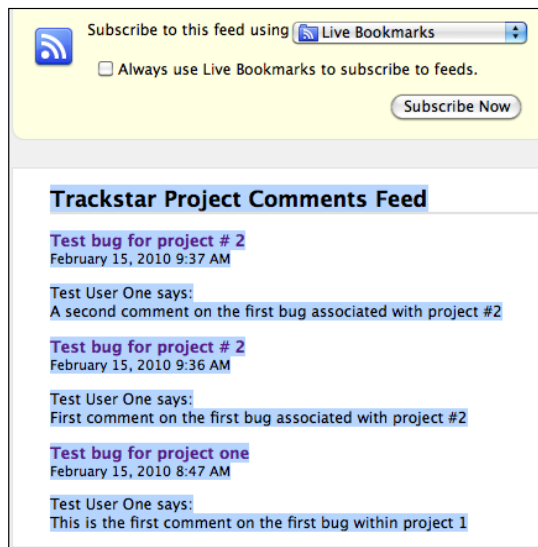 Subscribe to this feed using Live Bookmarks
Always use Live Bookmarks to subscribe to feeds.
Subscribe Now
Trackstar Project Comments Feed
Test bug for project # 2
February 15, 2010 9:37 AM
Test User One says:
A second comment on the first bug associated with project #2
Test bug for project # 2
February 15, 2010 9:36 AM
Test User One says:
First comment on the first bug associated with project #2
Test bug for project one
February 15, 2010 8:47 AM
Test User One says:
This is the first comment on the first bug within project 1